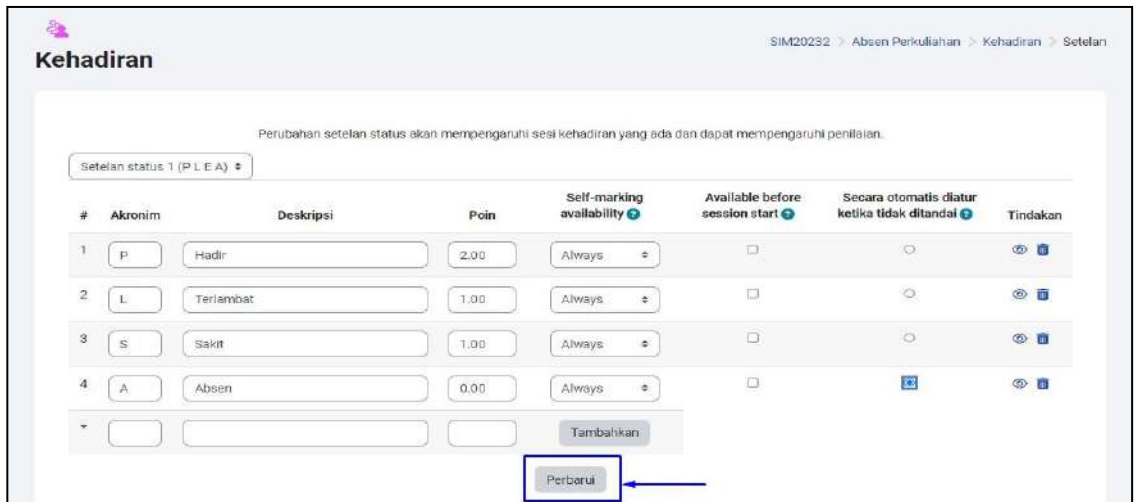 SIM20232 > Absen Perkuliahan > Kehadiran > Setelan
Kehadiran
Perubahan setelan status akan mempengaruhi sesi kehadiran yang ada dan dapat mempengaruhi penilaian.
Setelan status 1 (P L E A)
# Akronim Deskripsi Poin Self-marking availability Available before session start Secara otomatis diatur ketika tidak ditandai Tindakan
1 P Hadir 2.00 Always
2 L Terlambat 1.00 Always
3 S Sakit 1.00 Always
4 A Absen 0.00 Always
* Tambahkan
Perbarui